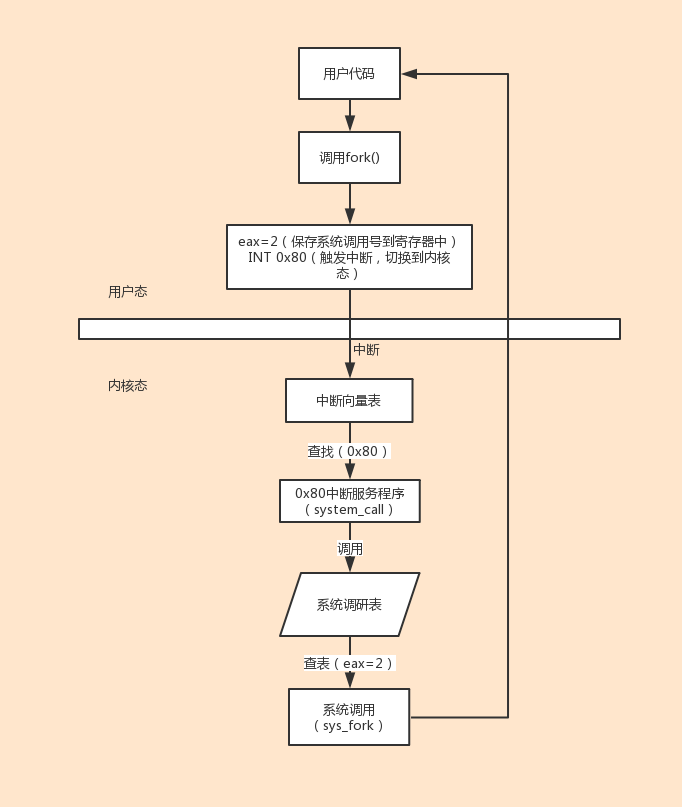 用户代码
调用fork()
eax=2（保存系统调用号到寄存器中）
INT 0x80（触发中断，切换到内核
态）
用户态
中断
内核态
中断向量表
查找（0x80）
0x80中断服务程序
（system_call）
调用
系统调研表
查表（eax=2）
系统调用
（sys_fork）